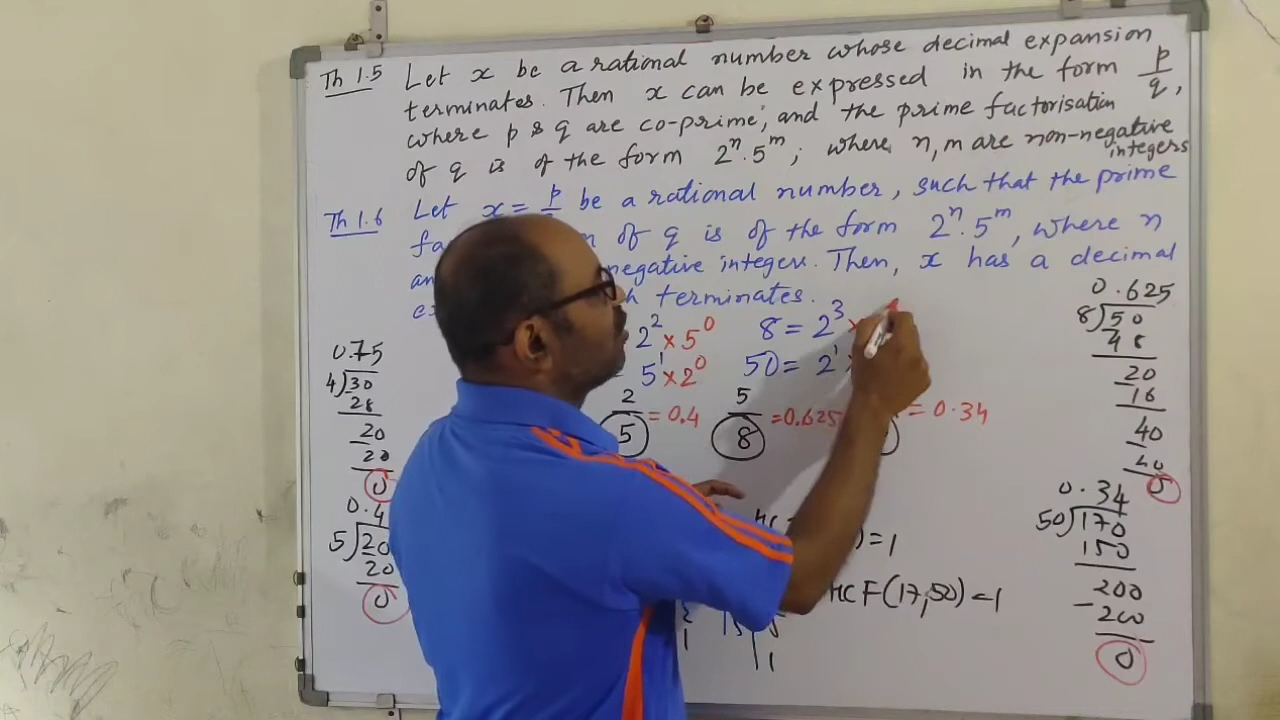 Th 1.5 Let x be a rational number whose decimal expansion
terminates. Then x can be expressed in the form p/q,
where p & q are co-prime, and the prime factorisation
of q is of the form 2^n. 5^m; where n, m are non-negative
integers
Th 1.6 Let x = p be a rational number, such that the prime
of q is of the form 2^n. 5^m, where n
negative integers. Then, x has a decimal
terminates.
2^2 × 5^0
8 = 2^3 ×
5^1 × 2^0
50 = 2^1
2/5 = 0.4
5/8 = 0.625
= 0.34
= 1
HCF(17,50) = 1
1
1
0.75
4)30
28
20
20
0
0.4
5)20
20
0
0.625
8)50
48
20
16
40
40
0
0.34
50)170
150
200
- 200
0